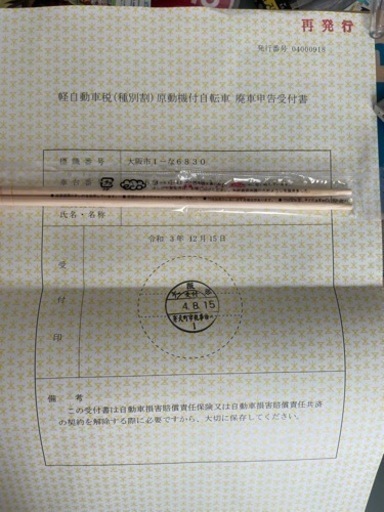 再発行
発行番号 04000918
軽自動車税(種別割)原動機付自転車 廃車申告受付書
標識番号 大阪市1-な6830
車台番
氏名・名称
令和 3年12月15日
受付印
4.8.15
1
備 考
この受付書は自動車損害賠償責任保険又は自動車損害賠償責任共済
の契約を解除する際に必要ですから、大切に保存してください。